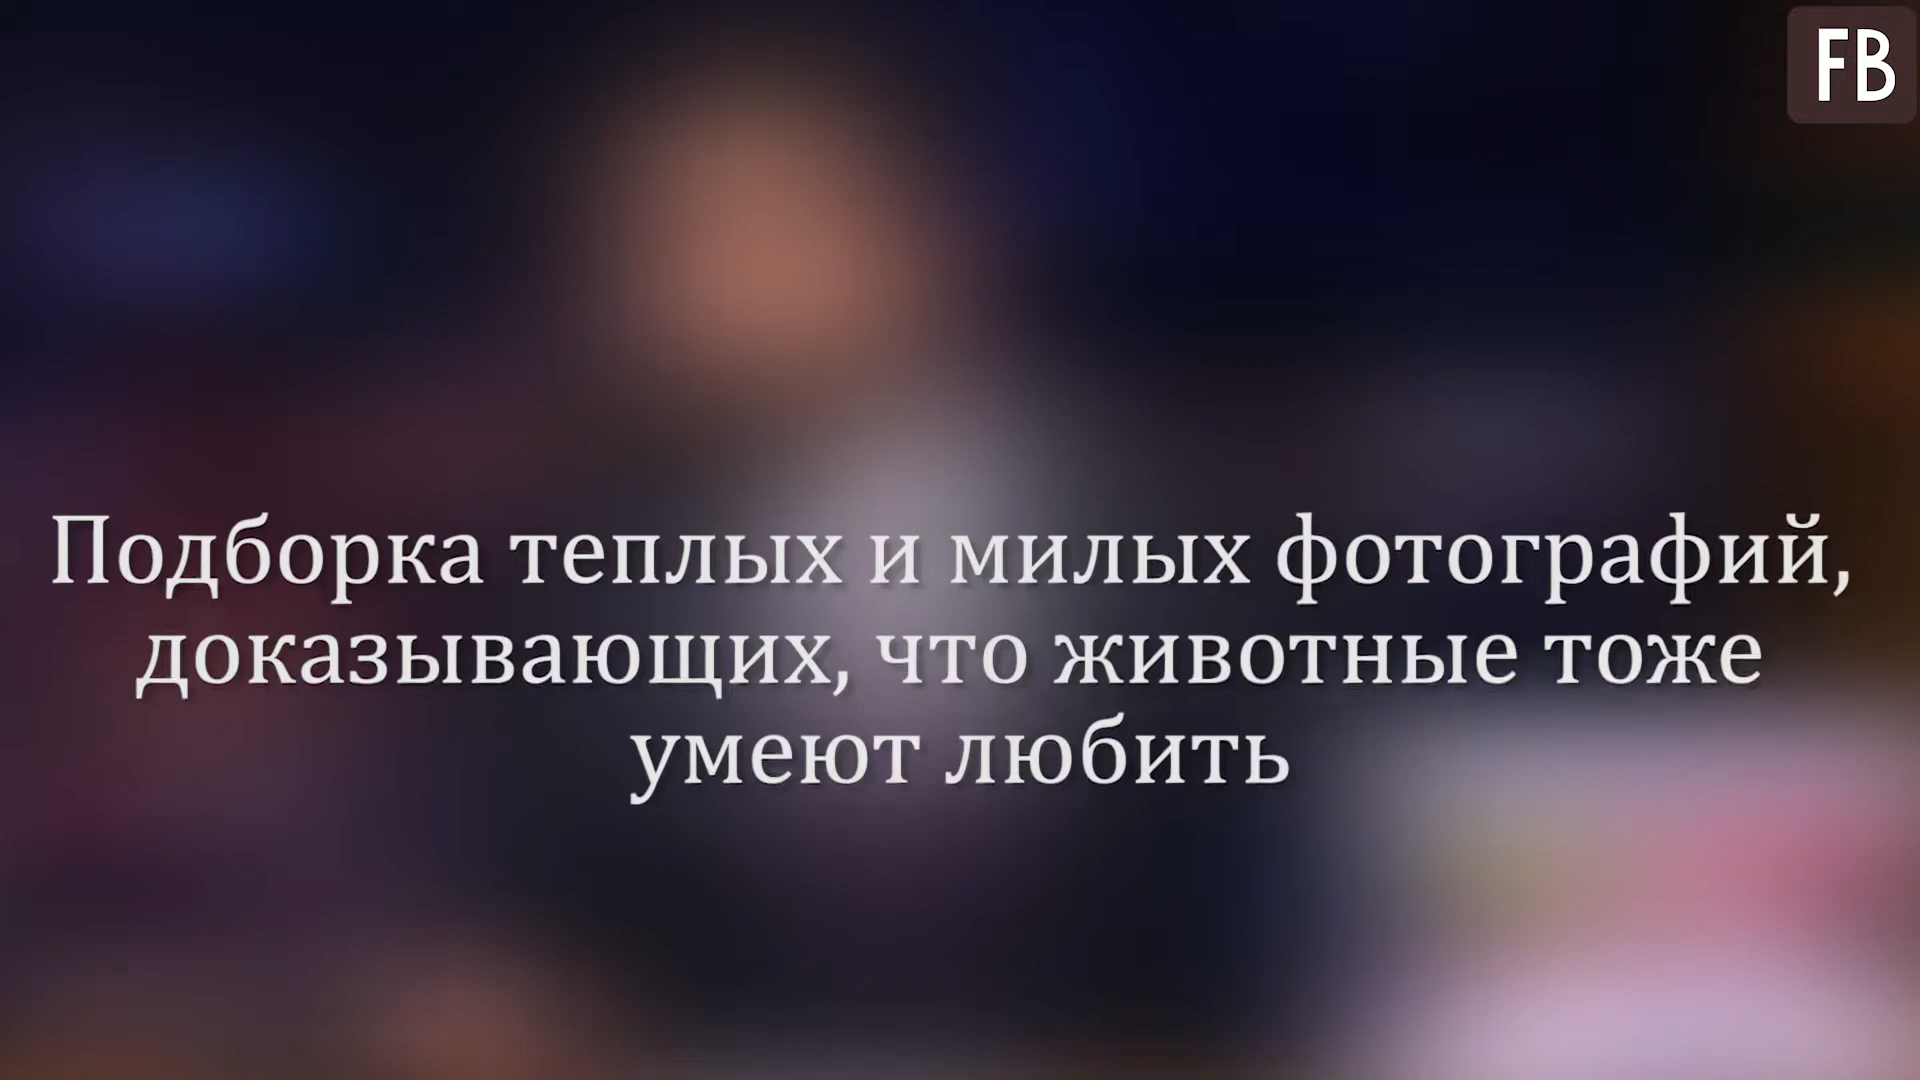 FB
Подборка теплых и милых фотографий,
доказывающих, что животные тоже
умеют любить